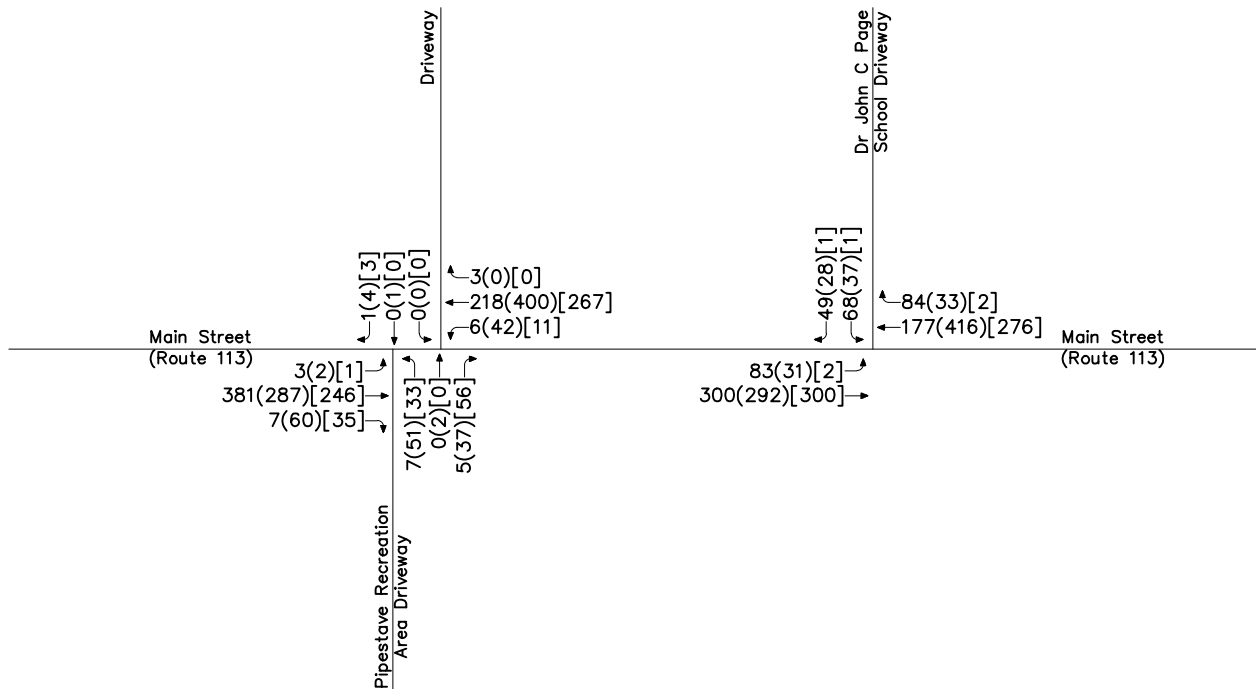 Driveway
Dr John C Page
School Driveway
1(4)[3]
0(1)[0]
0(0)[0]
3(0)[0]
218(400)[267]
6(42)[11]
49(28)[1]
68(37)[1]
84(33)[2]
177(416)[276]
Main Street
(Route 113)
Main Street
(Route 113)
3(2)[1]
381(287)[246]
7(60)[35]
7(51)[33]
0(2)[0]
5(37)[56]
83(31)[2]
300(292)[300]
Pipestave Recreation
Area Driveway